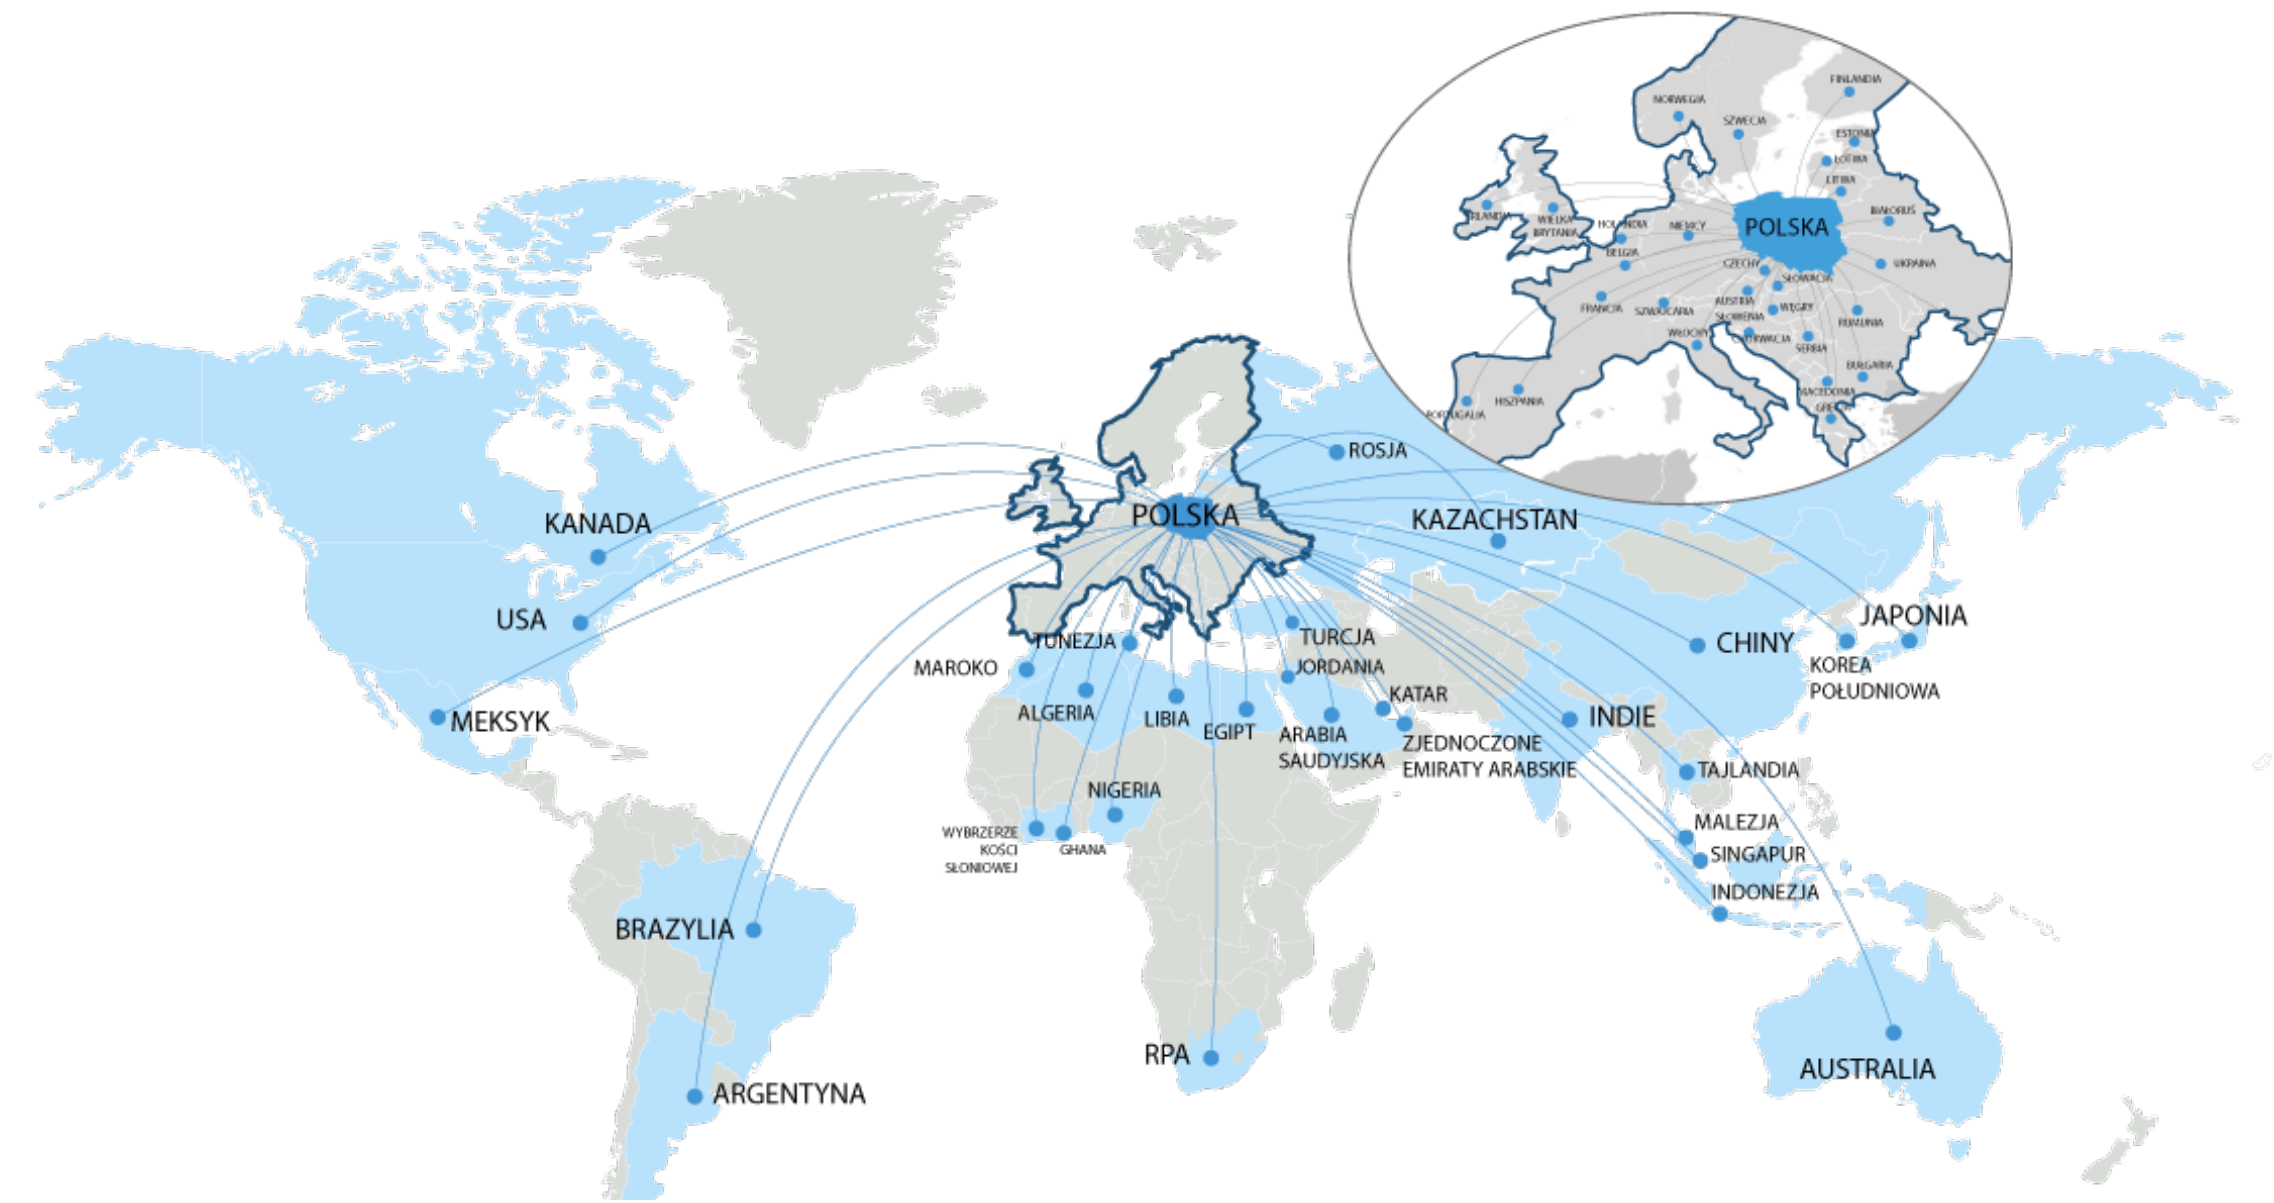 FINLANDIA
NORWEGIA
SZWECJA
ESTONIA
ŁOTWA
LITWA
IRLANDIA
WIELKA
BRYTANIA
HOLANDIA
NIEMCY
POLSKA
BIAŁORUŚ
BELGIA
CZECHY
UKRAINA
SŁOWACJA
FRANCJA
SZWAJCARIA
AUSTRIA
WĘGRY
SŁOWENIA
RUMUNIA
WŁOCHY
CHORWACJA
SERBIA
BUŁGARIA
MACEDONIA
HISZPANIA
PORTUGALIA
GRECJA
ROSJA
KANADA
POLSKA
KAZACHSTAN
USA
JAPONIA
TUNEZJA
TURCJA
CHINY
MAROKO
JORDANIA
KOREA
POŁUDNIOWA
KATAR
MEKSYK
ALGERIA
LIBIA
EGIPT
ARABIA
SAUDYJSKA
INDIE
ZJEDNOCZONE
EMIRATY ARABSKIE
TAJLANDIA
NIGERIA
WYBRZERZE
KOŚCI
SŁONIOWEJ
GHANA
MALEZJA
SINGAPUR
INDONEZJA
BRAZYLIA
RPA
AUSTRALIA
ARGENTYNA